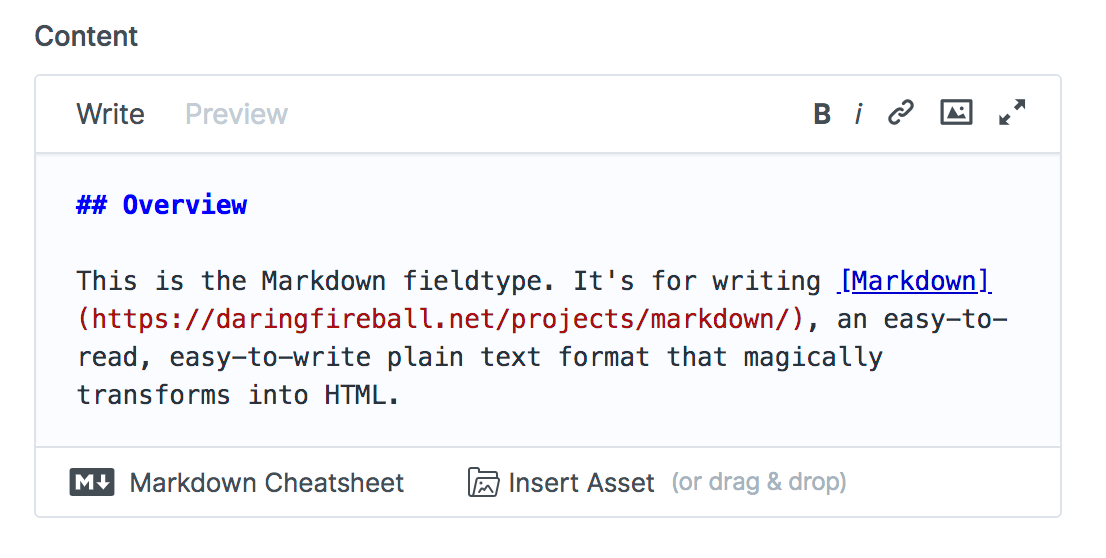 Content
Write Preview B i
## Overview
This is the Markdown fieldtype. It's for writing [Markdown]
(https://daringfireball.net/projects/markdown/), an easy-to-
read, easy-to-write plain text format that magically
transforms into HTML.
M Markdown Cheatsheet Insert Asset (or drag & drop)